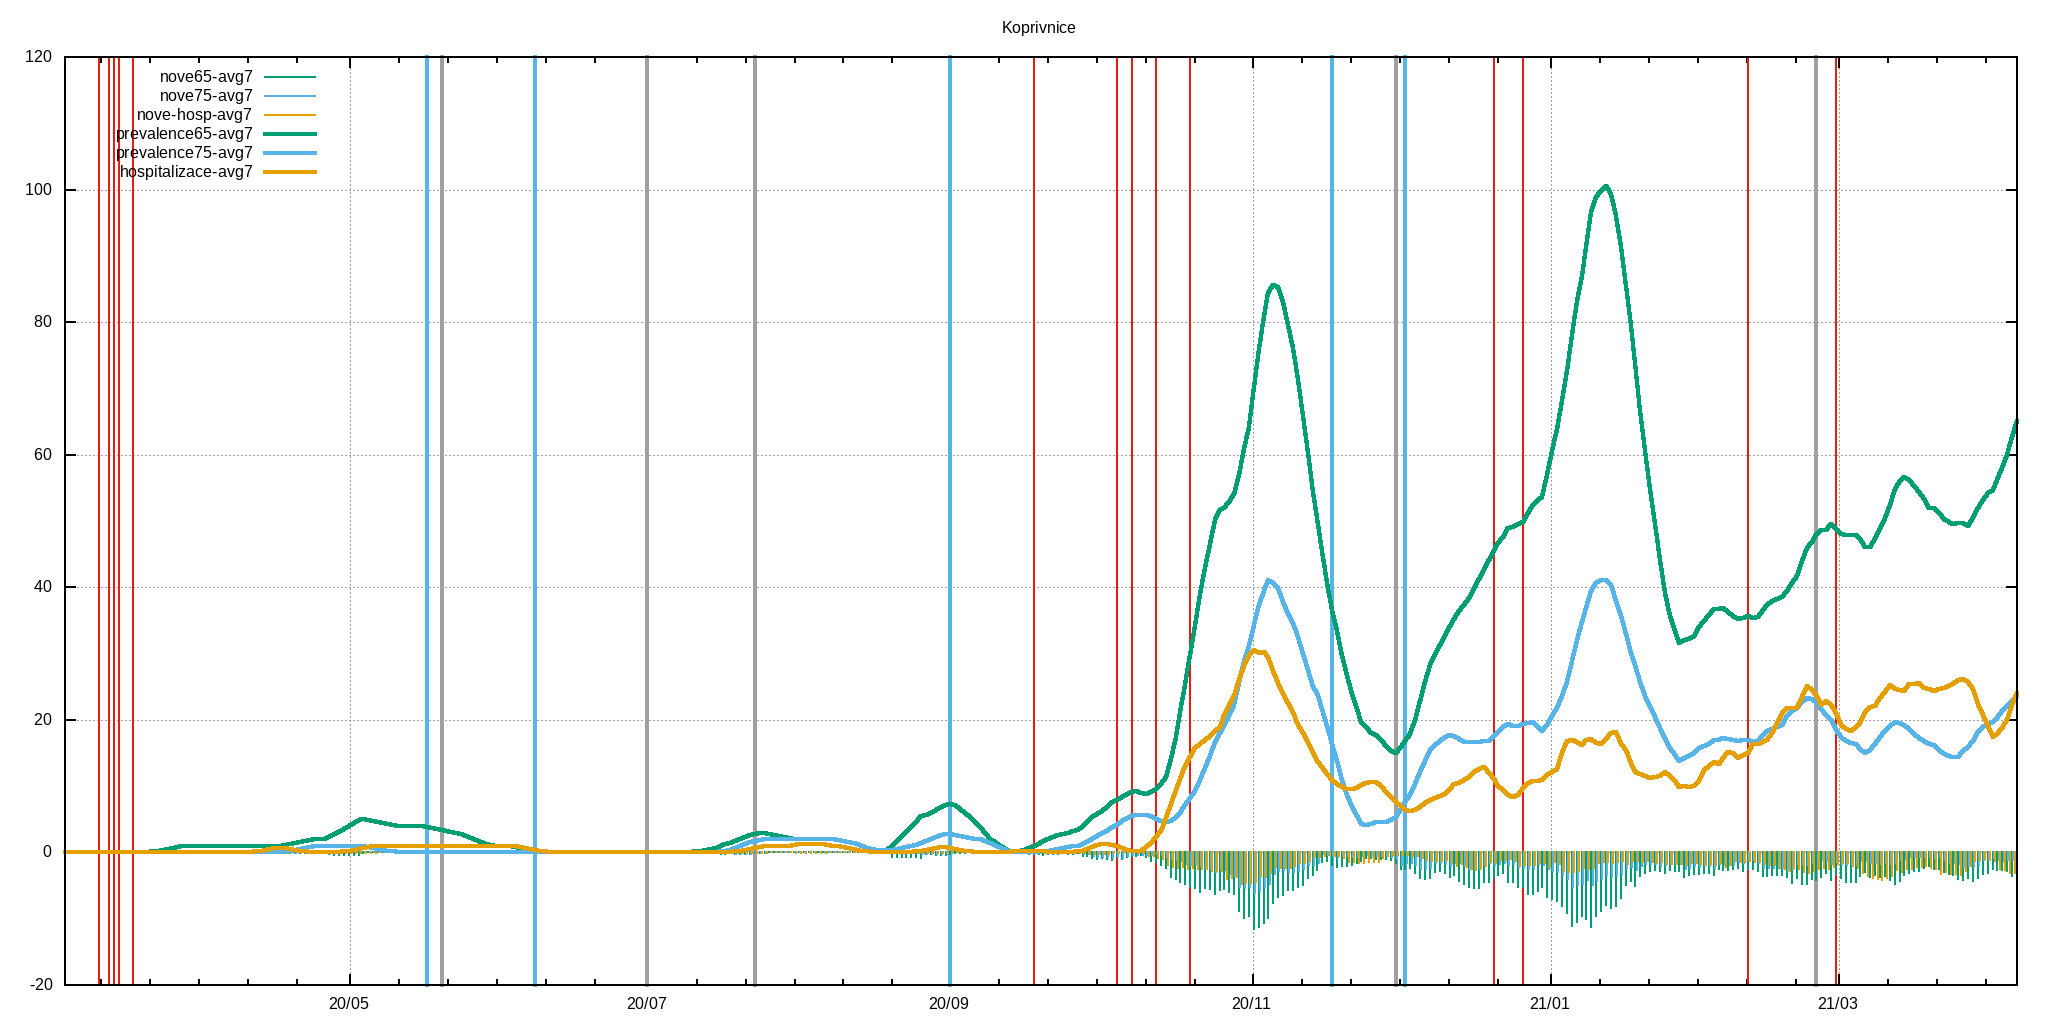 Koprivnice
120
nove65-avg7
nove75-avg7
nove-hosp-avg7
prevalence65-avg7
prevalence75-avg7
hospitalizace-avg7
100
80
60
40
20
0
-20
20/05
20/07
20/09
20/11
21/01
21/03